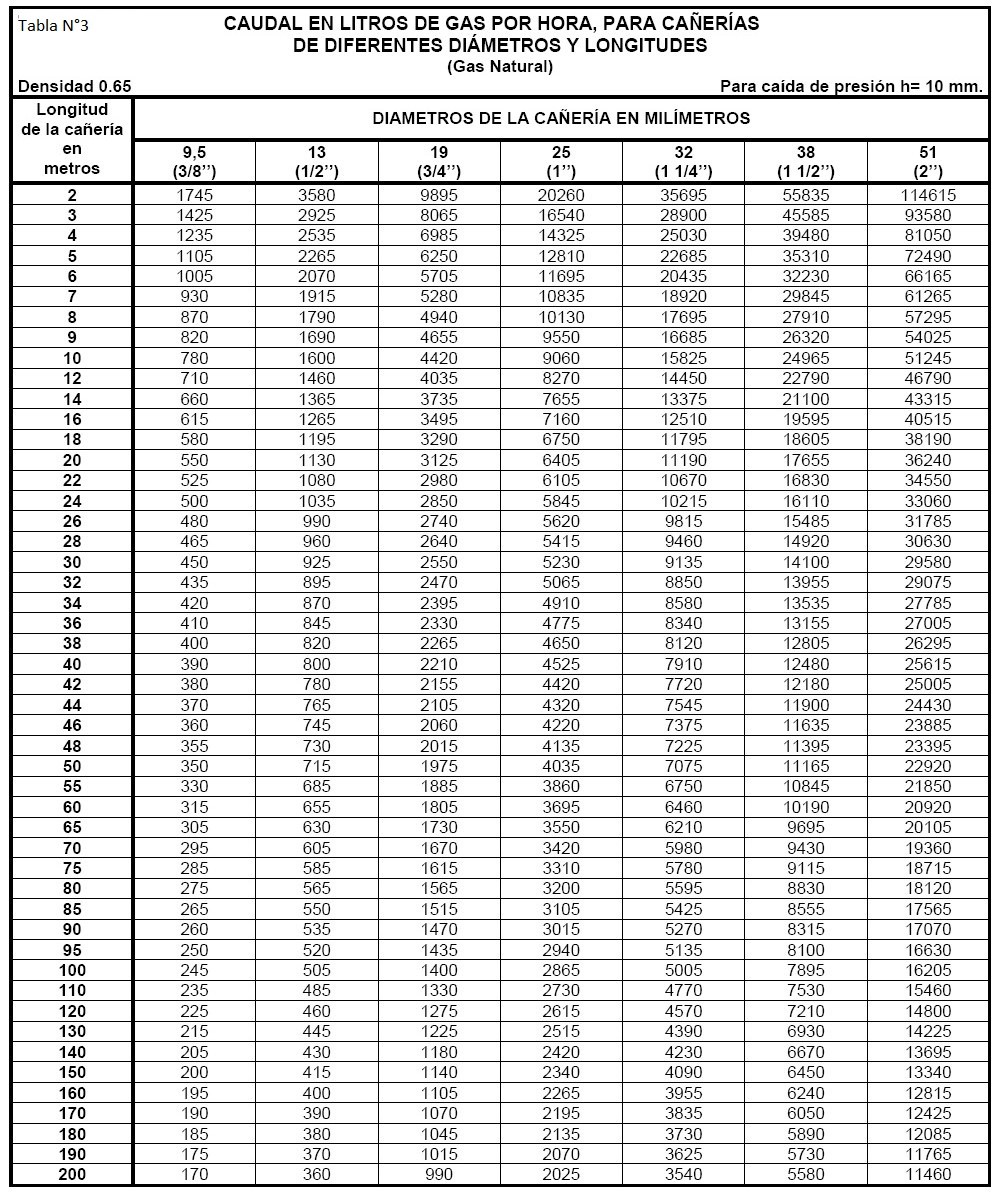 Tabla N°3
CAUDAL EN LITROS DE GAS POR HORA, PARA CAÑERÍAS
DE DIFERENTES DIÁMETROS Y LONGITUDES
(Gas Natural)
Densidad 0.65 Para caída de presión h= 10 mm.
Longitud
de la cañería
en
metros
DIAMETROS DE LA CAÑERÍA EN MILÍMETROS
9,5 13 19 25 32 38 51
(3/8’’) (1/2’’) (3/4’’) (1’’) (1 1/4’’) (1 1/2’’) (2’’)
2 1745 3580 9895 20260 35695 55835 114615
3 1425 2925 8065 16540 28900 45585 93580
4 1235 2535 6985 14325 25030 39480 81050
5 1105 2265 6250 12810 22685 35310 72490
6 1005 2070 5705 11695 20435 32230 66165
7 930 1915 5280 10835 18920 29845 61265
8 870 1790 4940 10130 17695 27910 57295
9 820 1690 4655 9550 16685 26320 54025
10 780 1600 4420 9060 15825 24965 51245
12 710 1460 4035 8270 14450 22790 46790
14 660 1365 3735 7655 13375 21100 43315
16 615 1265 3495 7160 12510 19595 40515
18 580 1195 3290 6750 11795 18605 38190
20 550 1130 3125 6405 11190 17655 36240
22 525 1080 2980 6105 10670 16830 34550
24 500 1035 2850 5845 10215 16110 33060
26 480 990 2740 5620 9815 15485 31785
28 465 960 2640 5415 9460 14920 30630
30 450 925 2550 5230 9135 14100 29580
32 435 895 2470 5065 8850 13955 29075
34 420 870 2395 4910 8580 13535 27785
36 410 845 2330 4775 8340 13155 27005
38 400 820 2265 4650 8120 12805 26295
40 390 800 2210 4525 7910 12480 25615
42 380 780 2155 4420 7720 12180 25005
44 370 765 2105 4320 7545 11900 24430
46 360 745 2060 4220 7375 11635 23885
48 355 730 2015 4135 7225 11395 23395
50 350 715 1975 4035 7075 11165 22920
55 330 685 1885 3860 6750 10845 21850
60 315 655 1805 3695 6460 10190 20920
65 305 630 1730 3550 6210 9695 20105
70 295 605 1670 3420 5980 9430 19360
75 285 585 1615 3310 5780 9115 18715
80 275 565 1565 3200 5595 8830 18120
85 265 550 1515 3105 5425 8555 17565
90 260 535 1470 3015 5270 8315 17070
95 250 520 1435 2940 5135 8100 16630
100 245 505 1400 2865 5005 7895 16205
110 235 485 1330 2730 4770 7530 15460
120 225 460 1275 2615 4570 7210 14800
130 215 445 1225 2515 4390 6930 14225
140 205 430 1180 2420 4230 6670 13695
150 200 415 1140 2340 4090 6450 13340
160 195 400 1105 2265 3955 6240 12815
170 190 390 1070 2195 3835 6050 12425
180 185 380 1045 2135 3730 5890 12085
190 175 370 1015 2070 3625 5730 11765
200 170 360 990 2025 3540 5580 11460